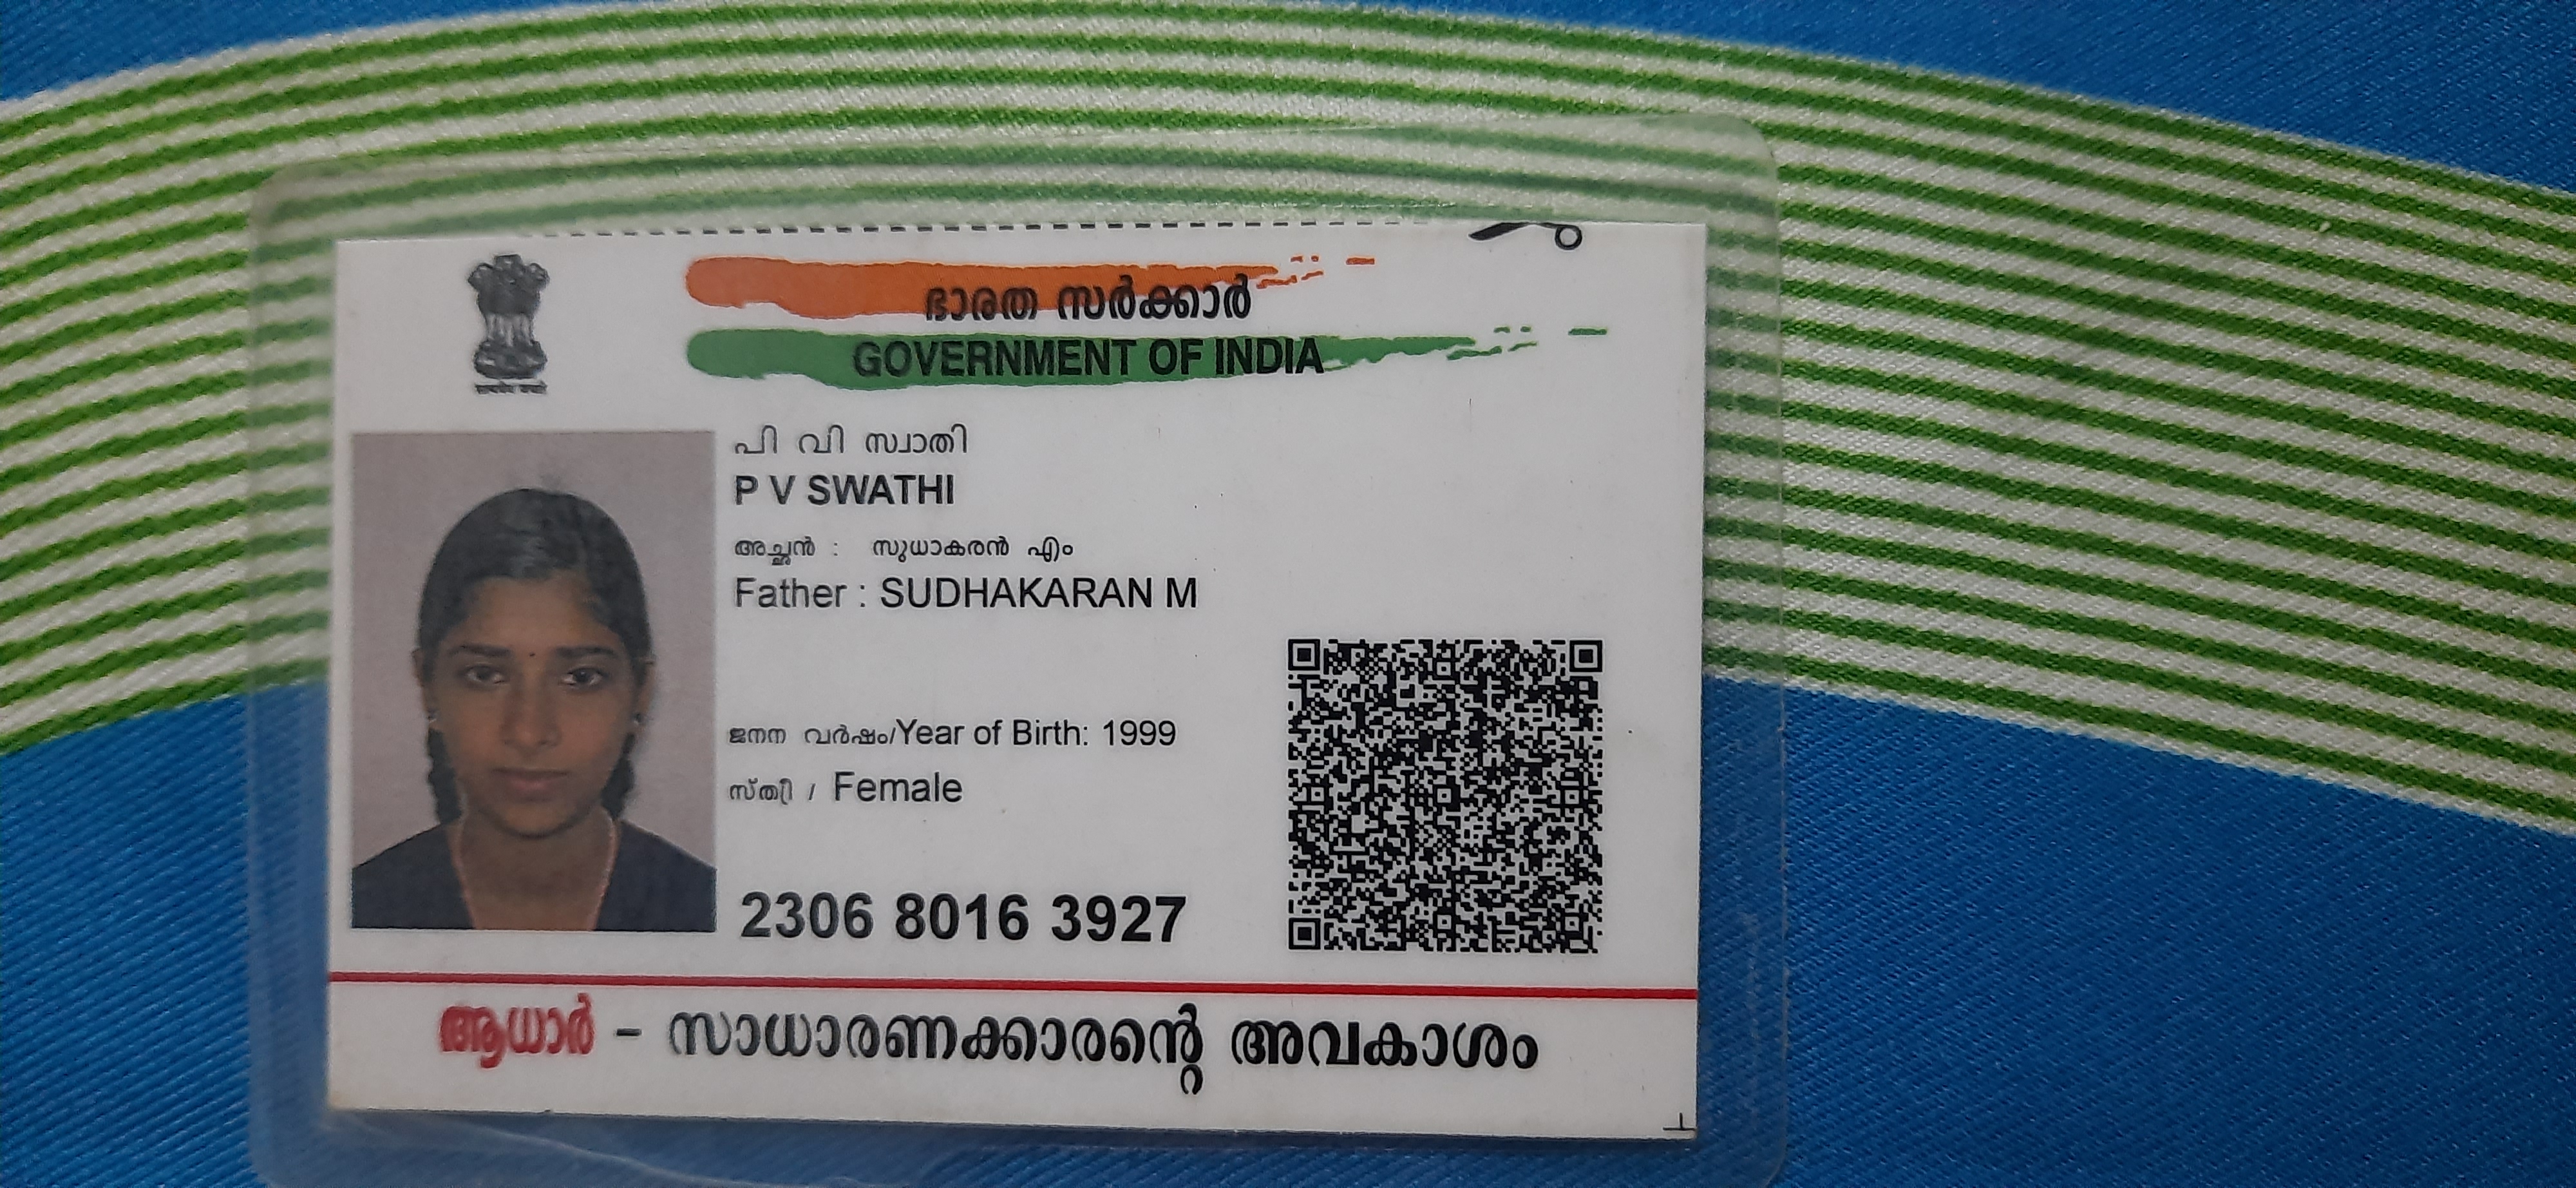 ഭാരത സർക്കാർ
GOVERNMENT OF INDIA
പി വി സ്വാതി
P V SWATHI
അച്ഛൻ : സുധാകരൻ എം
Father : SUDHAKARAN M
ജനന വർഷം/Year of Birth: 1999
സ്ത്രീ / Female
2306 8016 3927
ആധാർ - സാധാരണക്കാരന്റെ അവകാശം